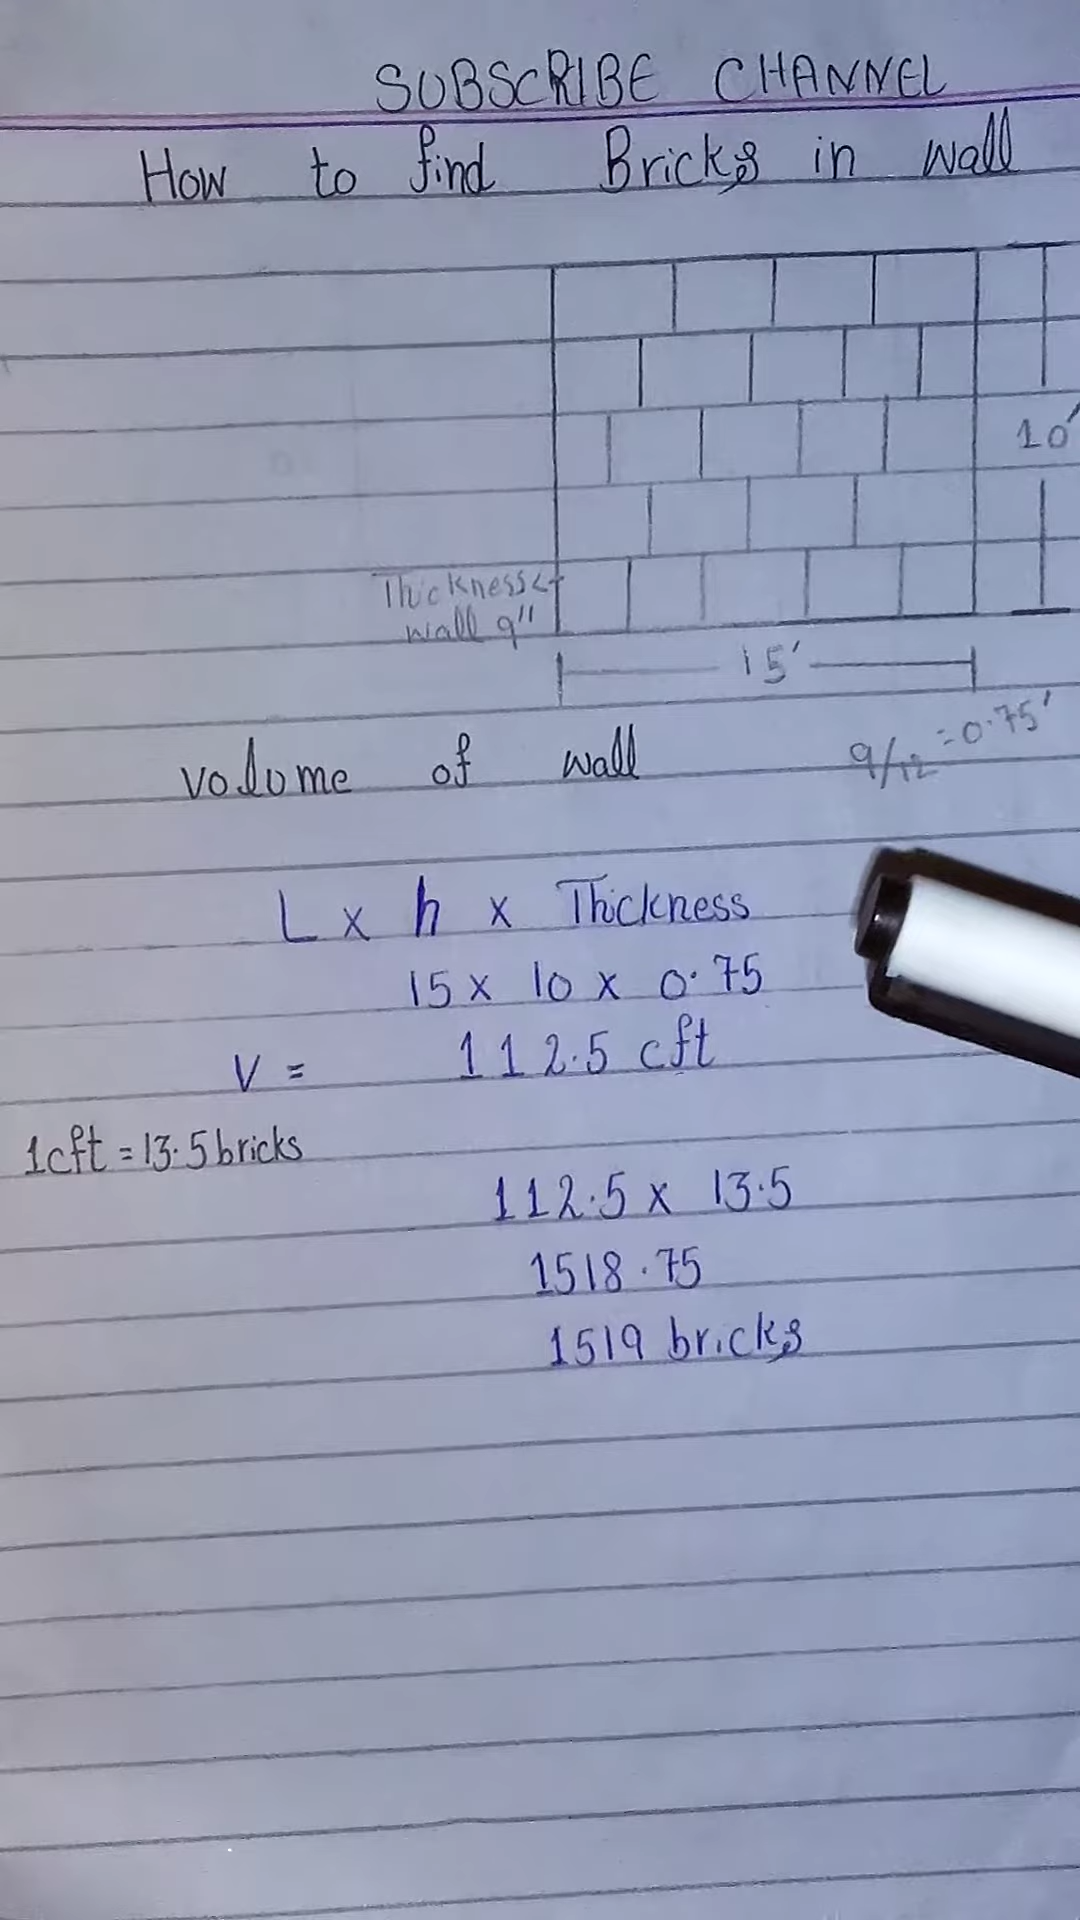 SUBSCRIBE CHANNEL
How to find Bricks in wall
10'
Thickness
wall 9"
15'
9/12 = 0.75'
volume of wall
L x h x Thickness
15 x 10 x 0.75
V = 112.5 cft
1cft = 13.5 bricks
112.5 x 13.5
1518.75
1519 bricks